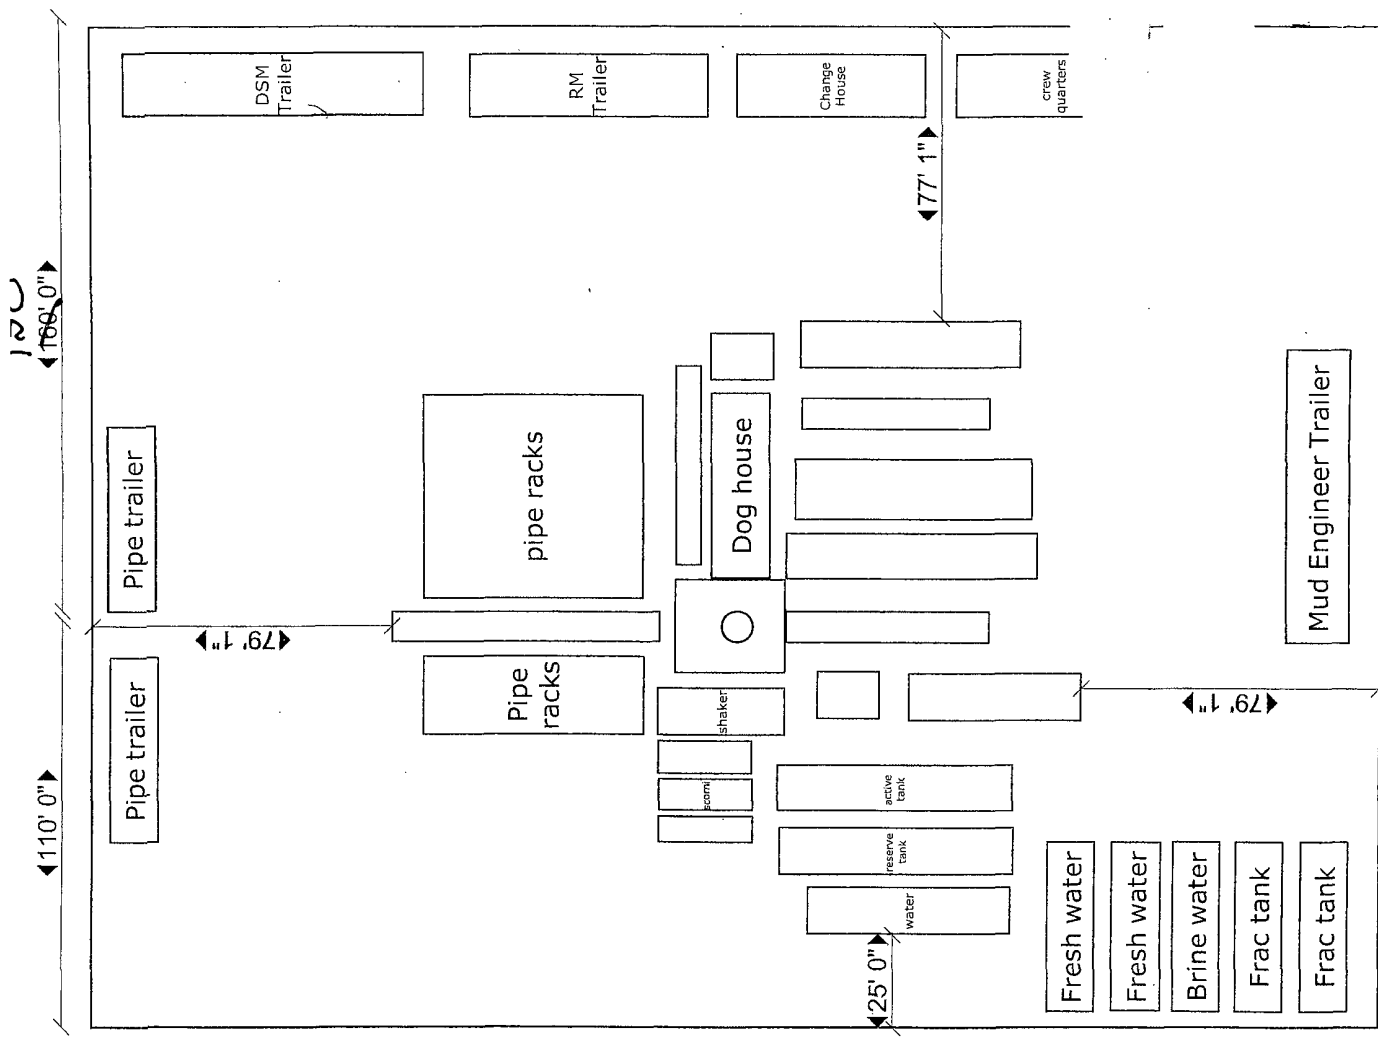 DSM
Trailer
RM
Trailer
Change
House
crew
quarters
77' 1"
150
160' 0"
Pipe trailer
pipe racks
Dog house
Mud Engineer Trailer
79' 1"
Pipe trailer
Pipe
racks
shaker
79' 1"
scomi
active
tank
110' 0"
reserve
tank
water
25' 0"
Fresh water
Fresh water
Brine water
Frac tank
Frac tank